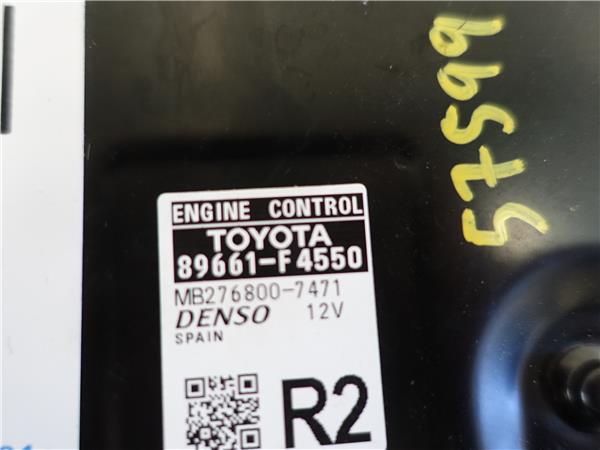 ENGINE CONTROL
TOYOTA
89661-F4550
MB276800-7471
DENSO 12V
SPAIN
R2
57599